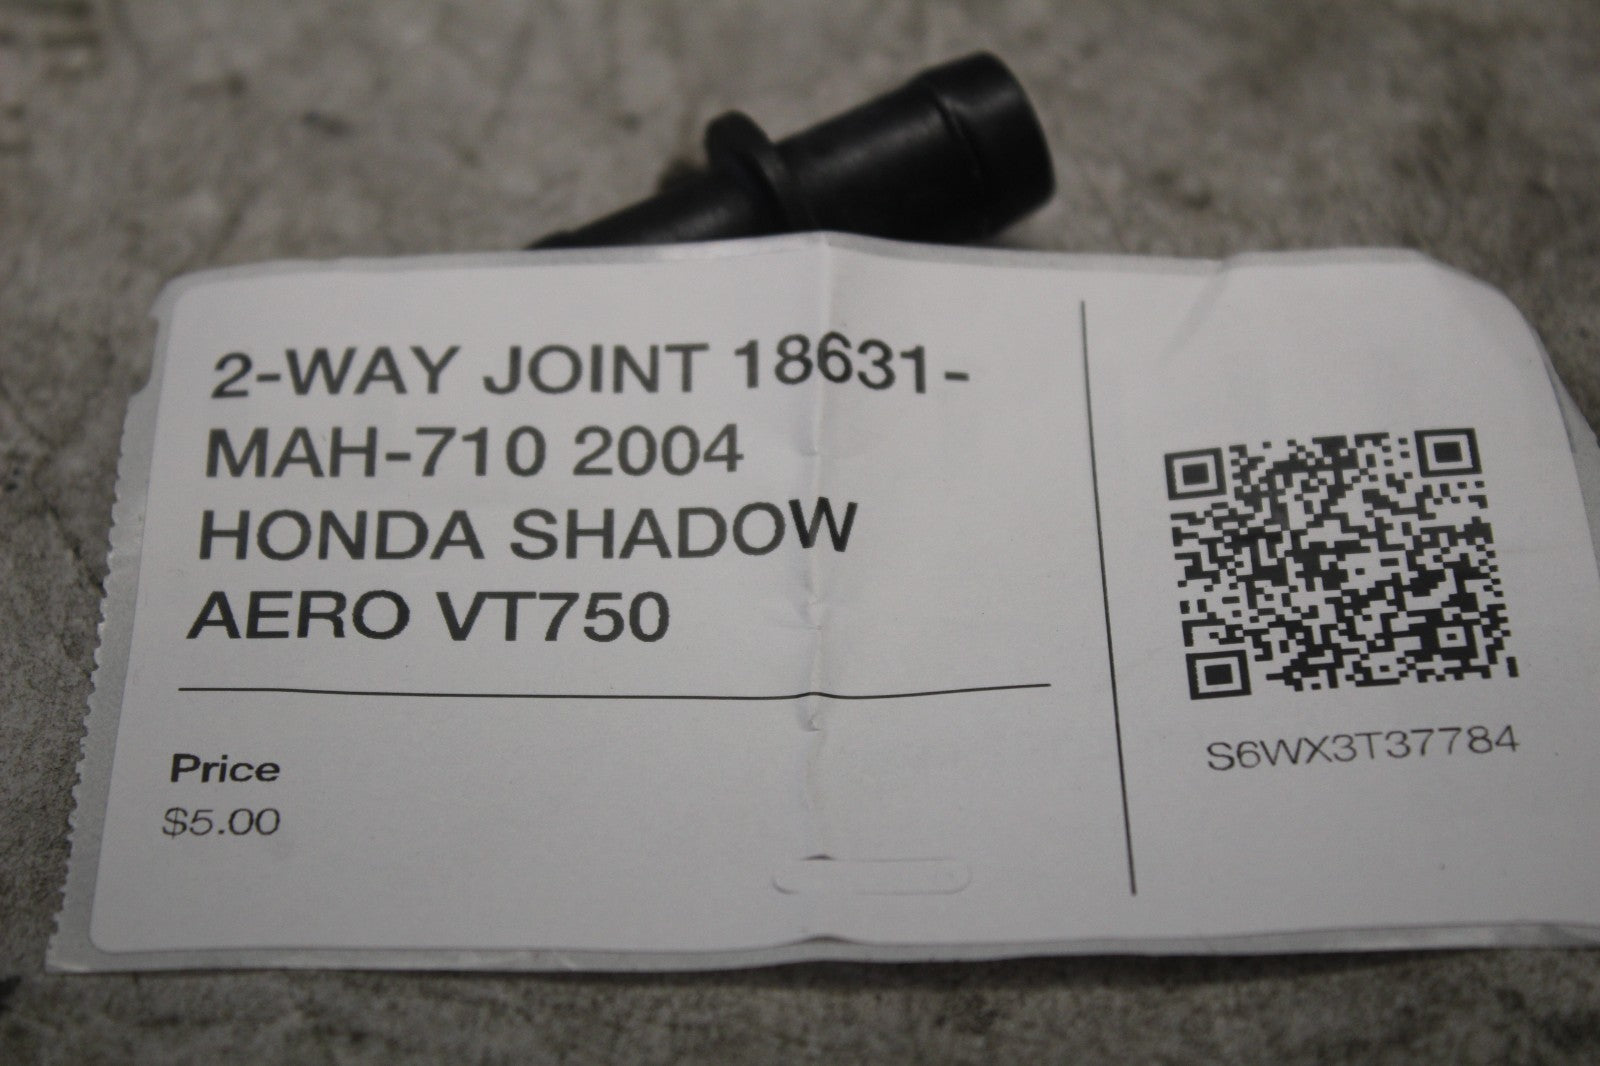 2-WAY JOINT 18631-
MAH-710 2004
HONDA SHADOW
AERO VT750
Price
$5.00
S6WX3T37784